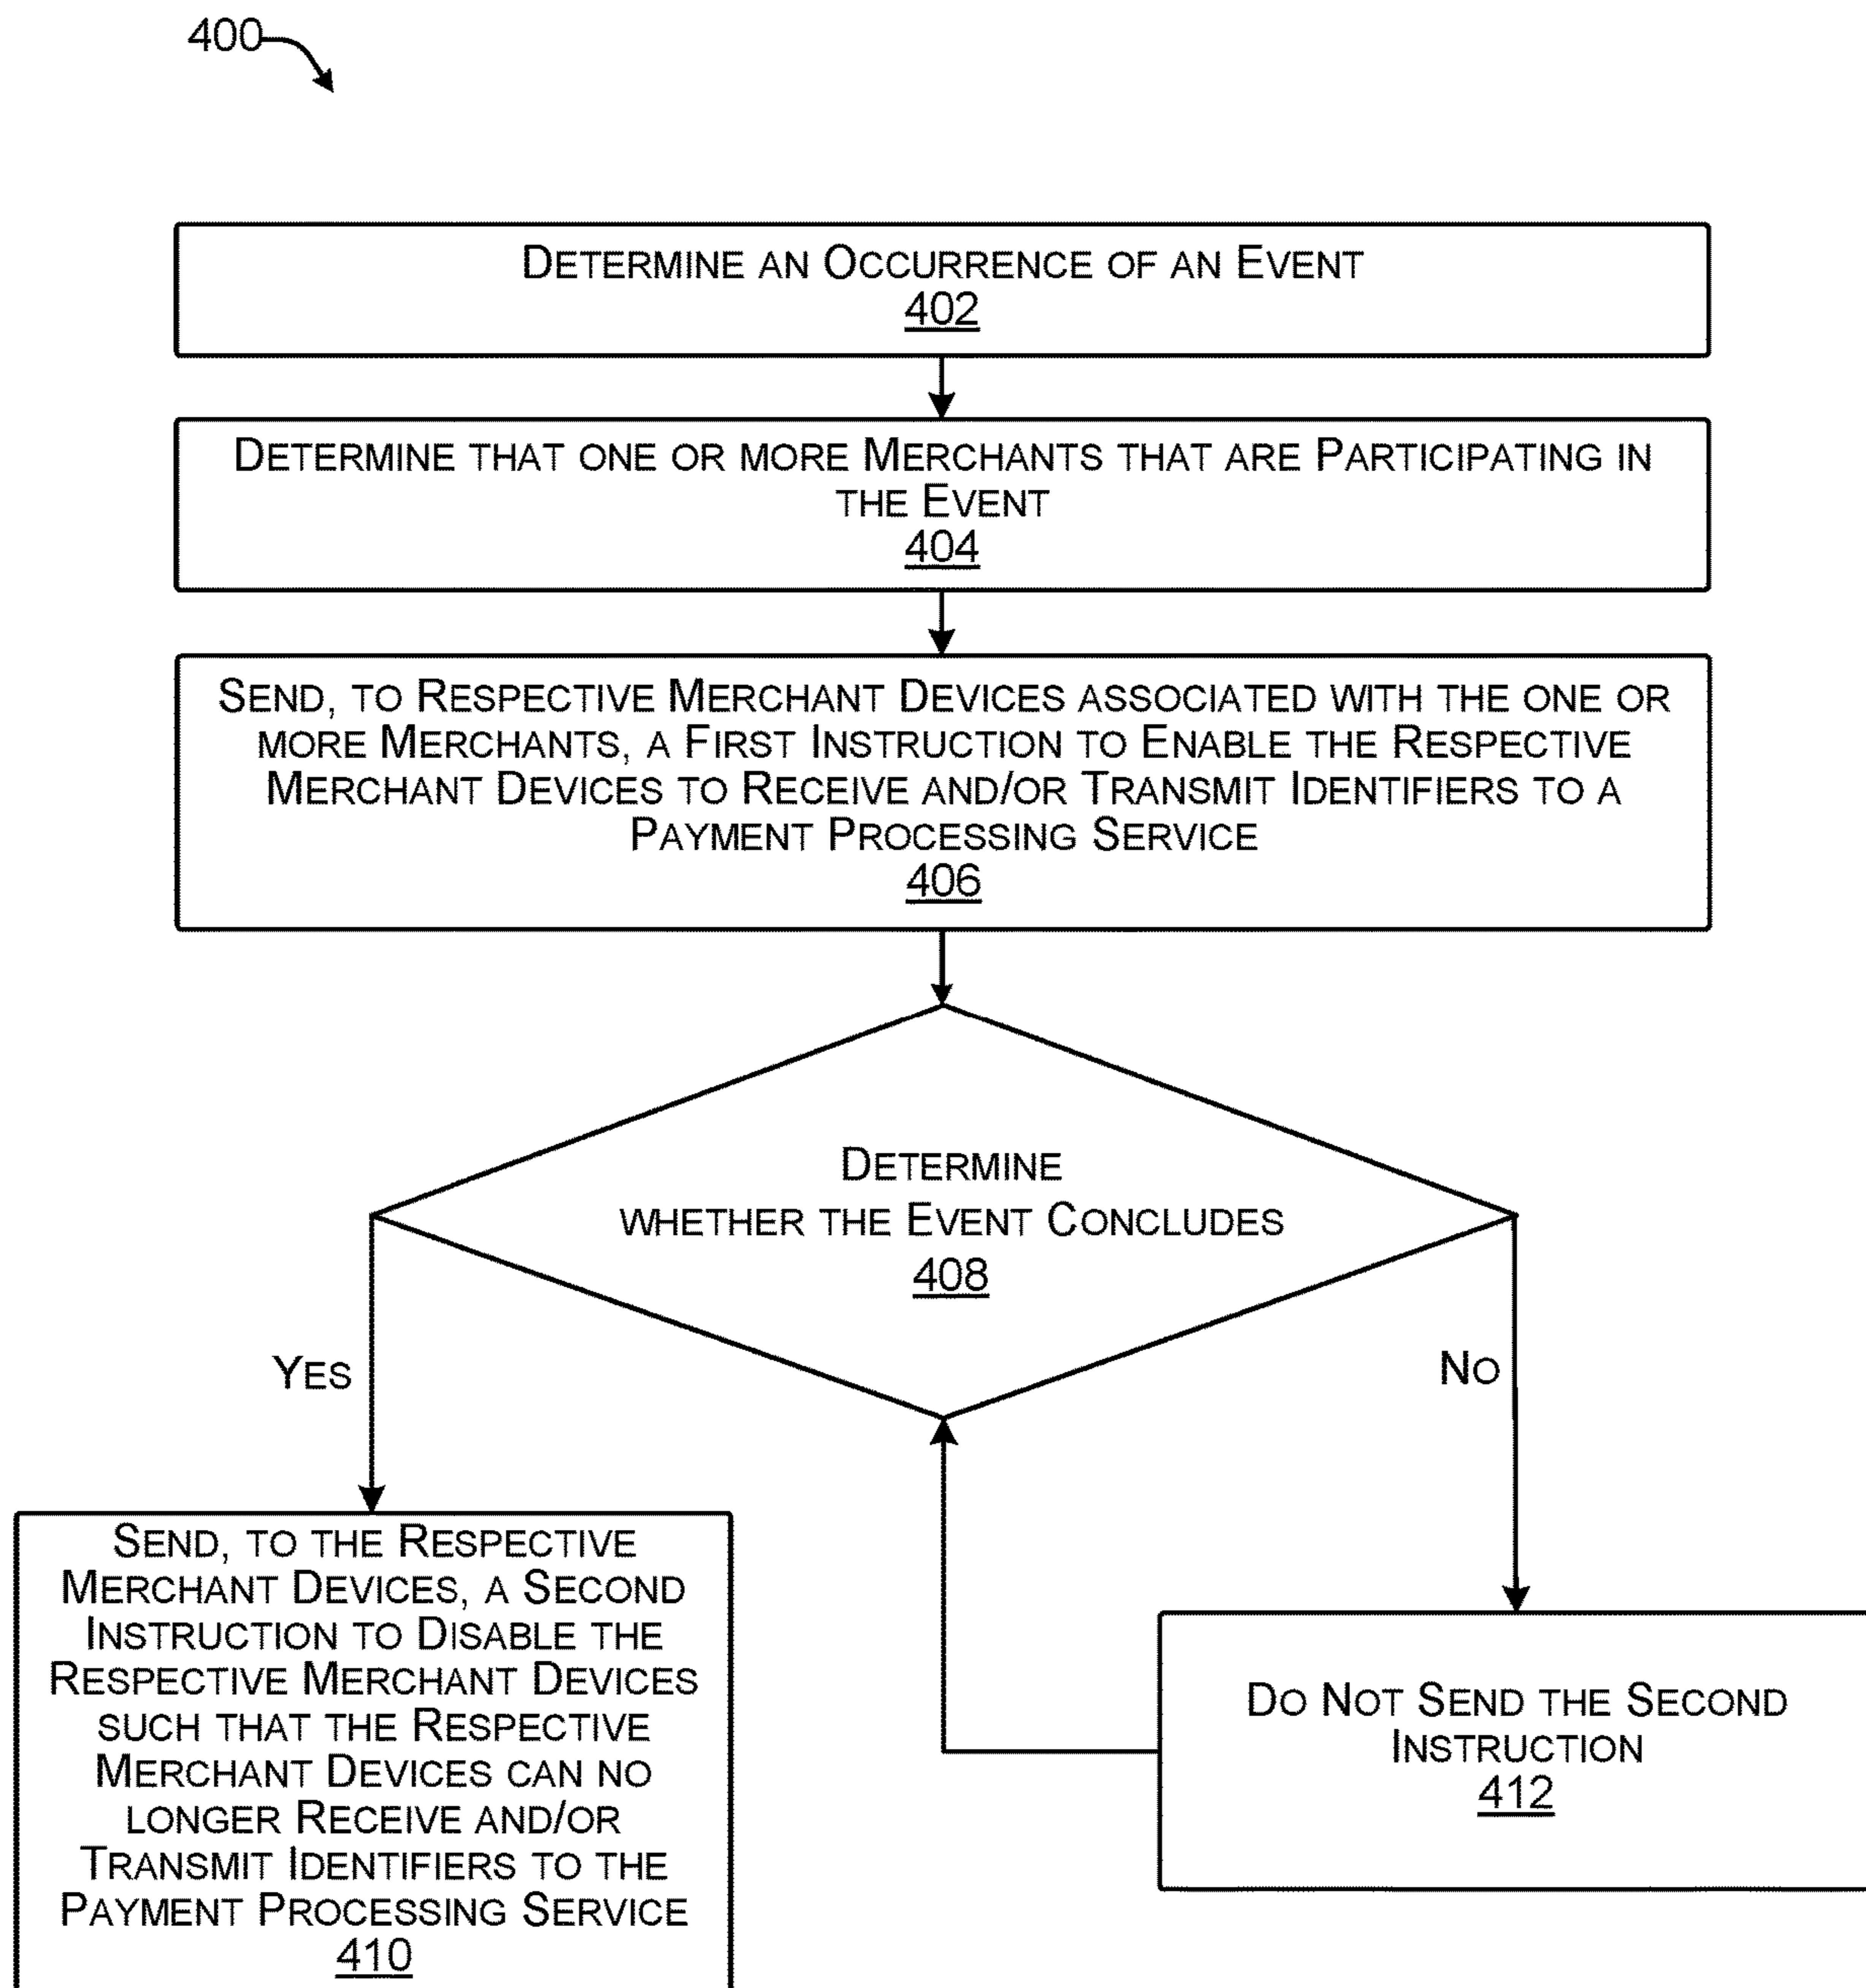 400
DETERMINE AN OCCURRENCE OF AN EVENT
402
DETERMINE THAT ONE OR MORE MERCHANTS THAT ARE PARTICIPATING IN
THE EVENT
404
SEND, TO RESPECTIVE MERCHANT DEVICES ASSOCIATED WITH THE ONE OR
MORE MERCHANTS, A FIRST INSTRUCTION TO ENABLE THE RESPECTIVE
MERCHANT DEVICES TO RECEIVE AND/OR TRANSMIT IDENTIFIERS TO A
PAYMENT PROCESSING SERVICE
406
DETERMINE
WHETHER THE EVENT CONCLUDES
408
YES
NO
SEND, TO THE RESPECTIVE
MERCHANT DEVICES, A SECOND
INSTRUCTION TO DISABLE THE
RESPECTIVE MERCHANT DEVICES
SUCH THAT THE RESPECTIVE
MERCHANT DEVICES CAN NO
LONGER RECEIVE AND/OR
TRANSMIT IDENTIFIERS TO THE
PAYMENT PROCESSING SERVICE
410
DO NOT SEND THE SECOND
INSTRUCTION
412